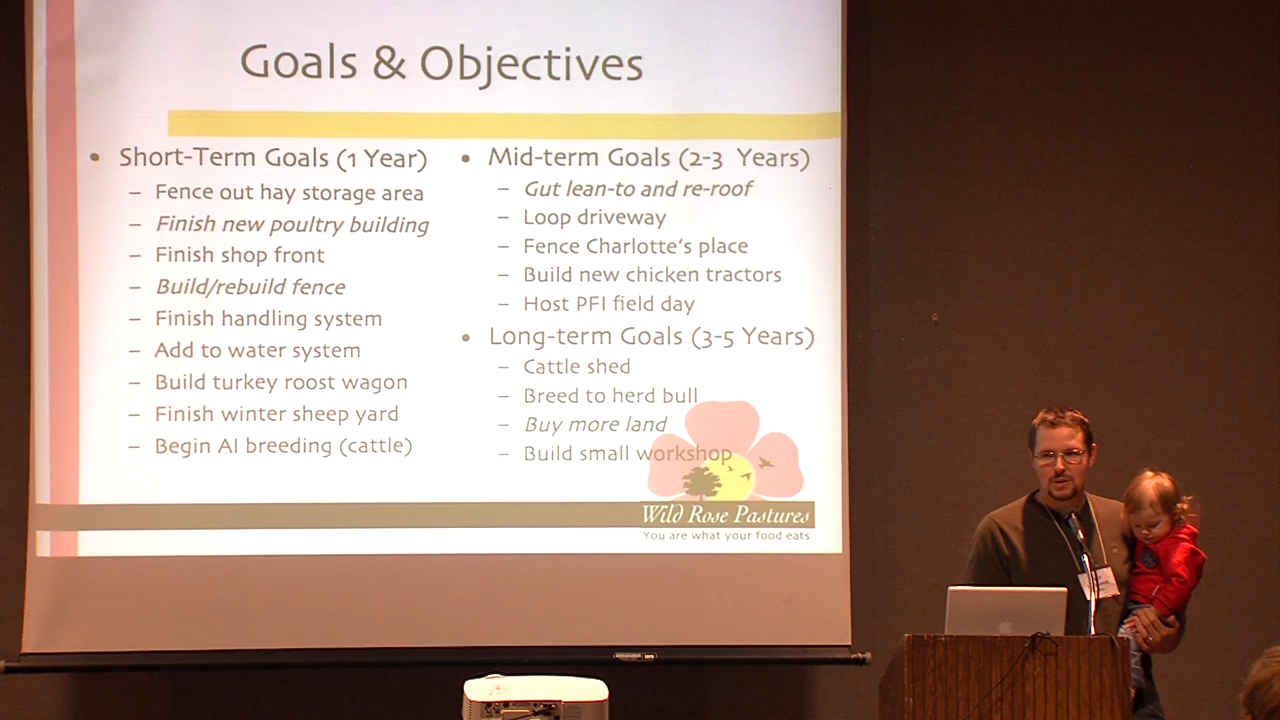 Goals & Objectives
• Short-Term Goals (1 Year)
– Fence out hay storage area
– Finish new poultry building
– Finish shop front
– Build/rebuild fence
– Finish handling system
– Add to water system
– Build turkey roost wagon
– Finish winter sheep yard
– Begin AI breeding (cattle)
• Mid-term Goals (2-3 Years)
– Gut lean-to and re-roof
– Loop driveway
– Fence Charlotte's place
– Build new chicken tractors
– Host PFI field day
• Long-term Goals (3-5 Years)
– Cattle shed
– Breed to herd bull
– Buy more land
– Build small workshop
Wild Rose Pastures
You are what your food eats